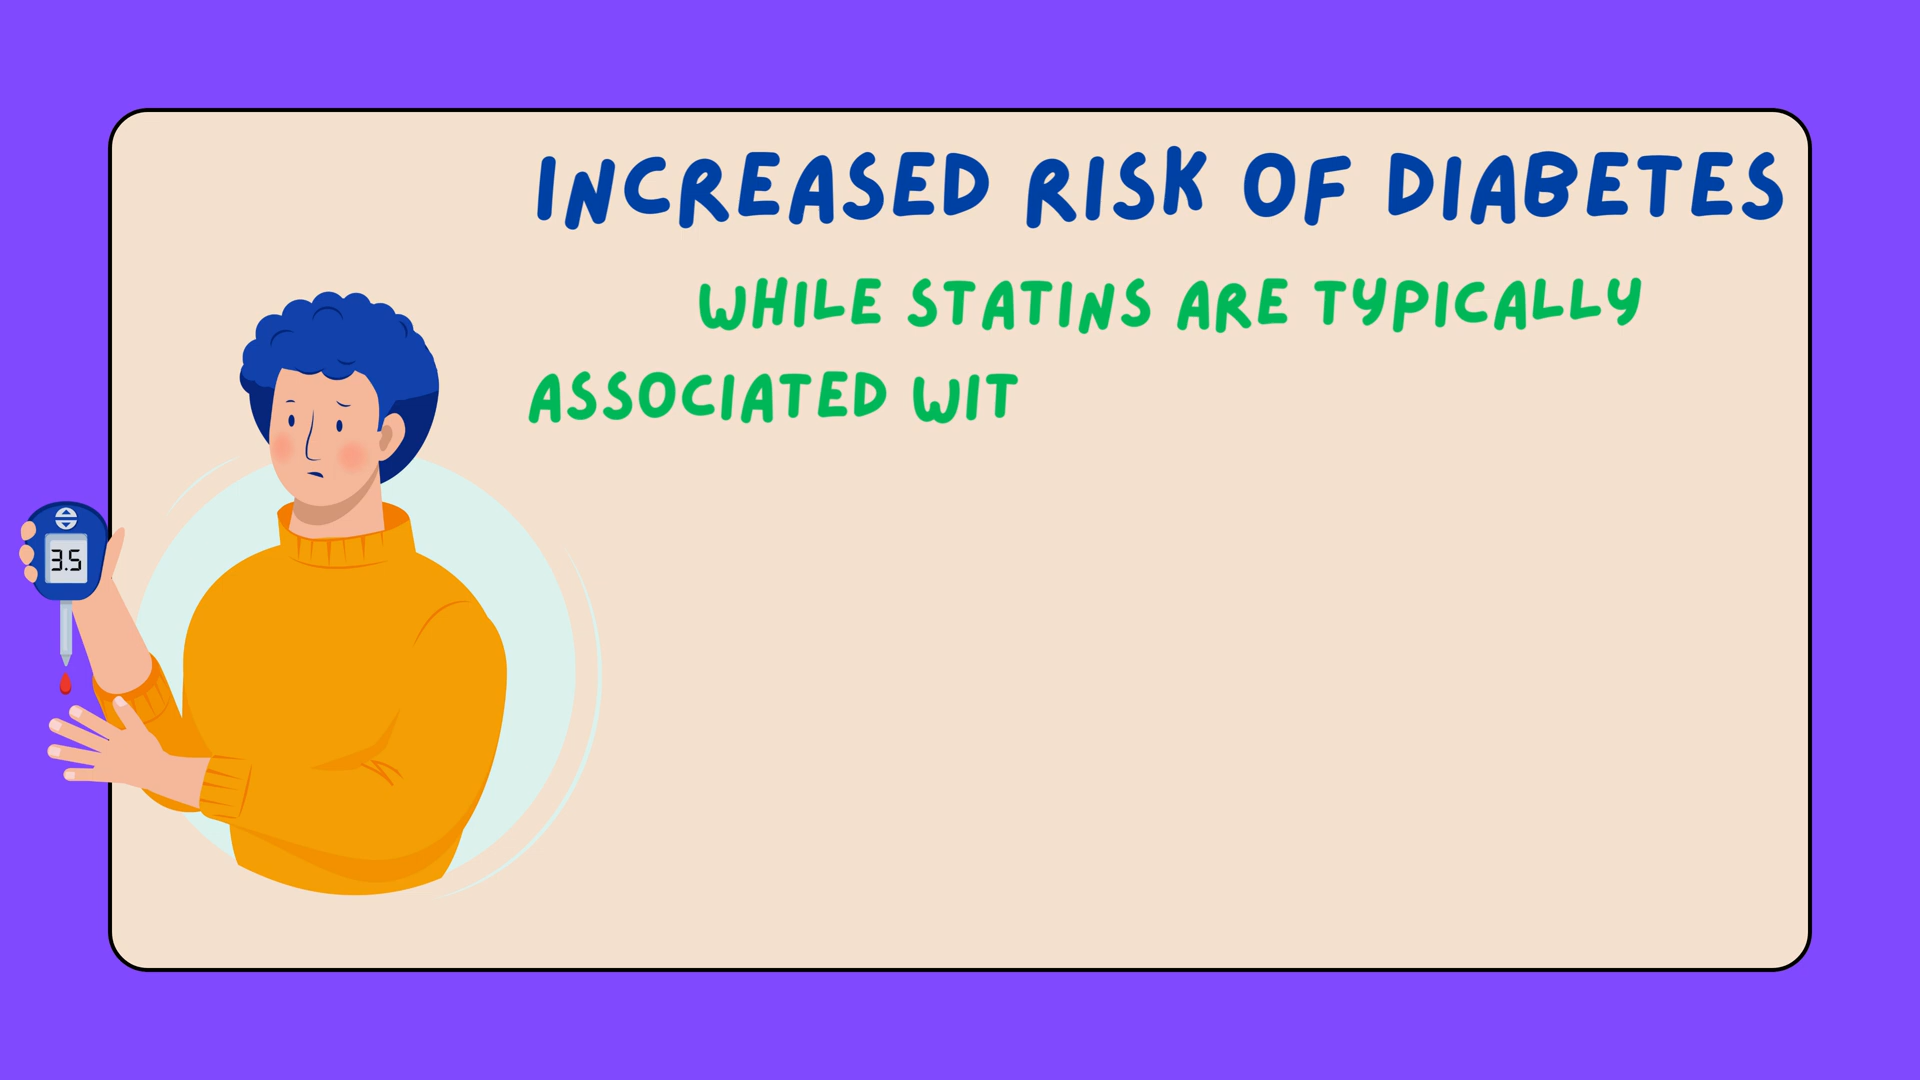 INCREASED RISK OF DIABETES
WHILE STATINS ARE TYPICALLY
ASSOCIATED WIT
3.5